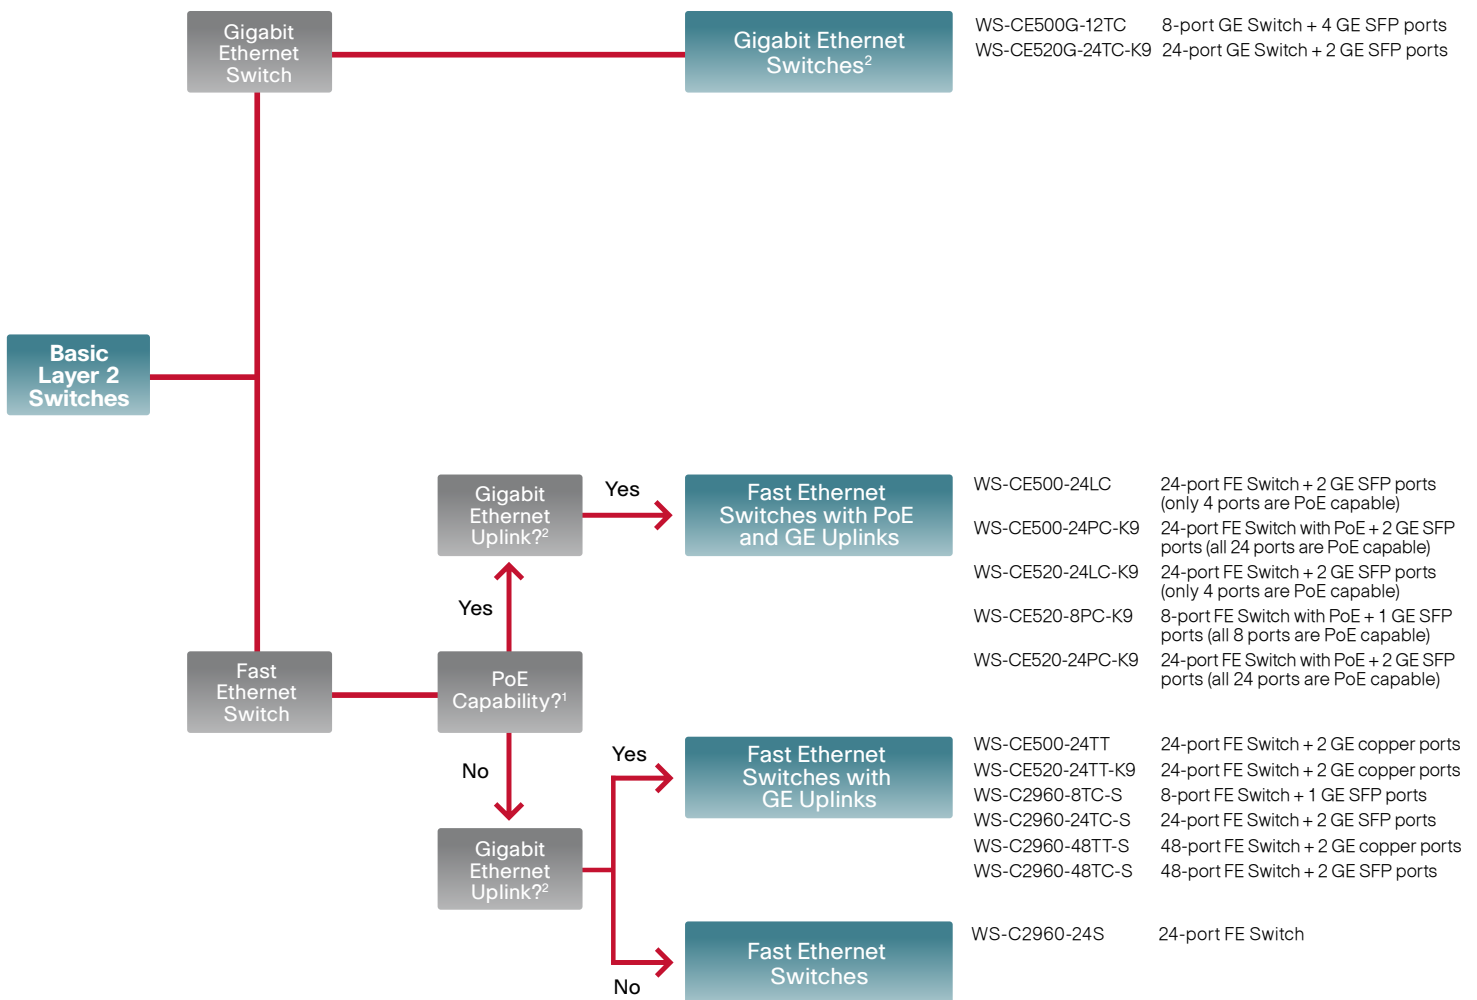 Gigabit
Ethernet
Switch
Gigabit Ethernet
Switches²
WS-CE500G-12TC 8-port GE Switch + 4 GE SFP ports
WS-CE520G-24TC-K9 24-port GE Switch + 2 GE SFP ports
Basic
Layer 2
Switches
Gigabit
Ethernet
Uplink?²
Yes
Fast Ethernet
Switches with PoE
and GE Uplinks
WS-CE500-24LC 24-port FE Switch + 2 GE SFP ports
(only 4 ports are PoE capable)
WS-CE500-24PC-K9 24-port FE Switch with PoE + 2 GE SFP
ports (all 24 ports are PoE capable)
WS-CE520-24LC-K9 24-port FE Switch + 2 GE SFP ports
(only 4 ports are PoE capable)
WS-CE520-8PC-K9 8-port FE Switch with PoE + 1 GE SFP
ports (all 8 ports are PoE capable)
WS-CE520-24PC-K9 24-port FE Switch with PoE + 2 GE SFP
ports (all 24 ports are PoE capable)
Yes
Fast
Ethernet
Switch
PoE
Capability?¹
No
Gigabit
Ethernet
Uplink?²
Yes
Fast Ethernet
Switches with
GE Uplinks
WS-CE500-24TT 24-port FE Switch + 2 GE copper ports
WS-CE520-24TT-K9 24-port FE Switch + 2 GE copper ports
WS-C2960-8TC-S 8-port FE Switch + 1 GE SFP ports
WS-C2960-24TC-S 24-port FE Switch + 2 GE SFP ports
WS-C2960-48TT-S 48-port FE Switch + 2 GE copper ports
WS-C2960-48TC-S 48-port FE Switch + 2 GE SFP ports
No
Fast Ethernet
Switches
WS-C2960-24S 24-port FE Switch